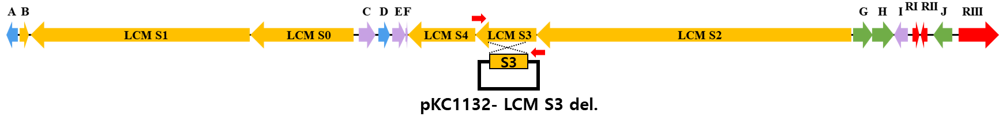 A B C D E F G H I RI RII J RIII
LCM S1 LCM S0 LCM S4 LCM S3 LCM S2
S3
pKC1132- LCM S3 del.